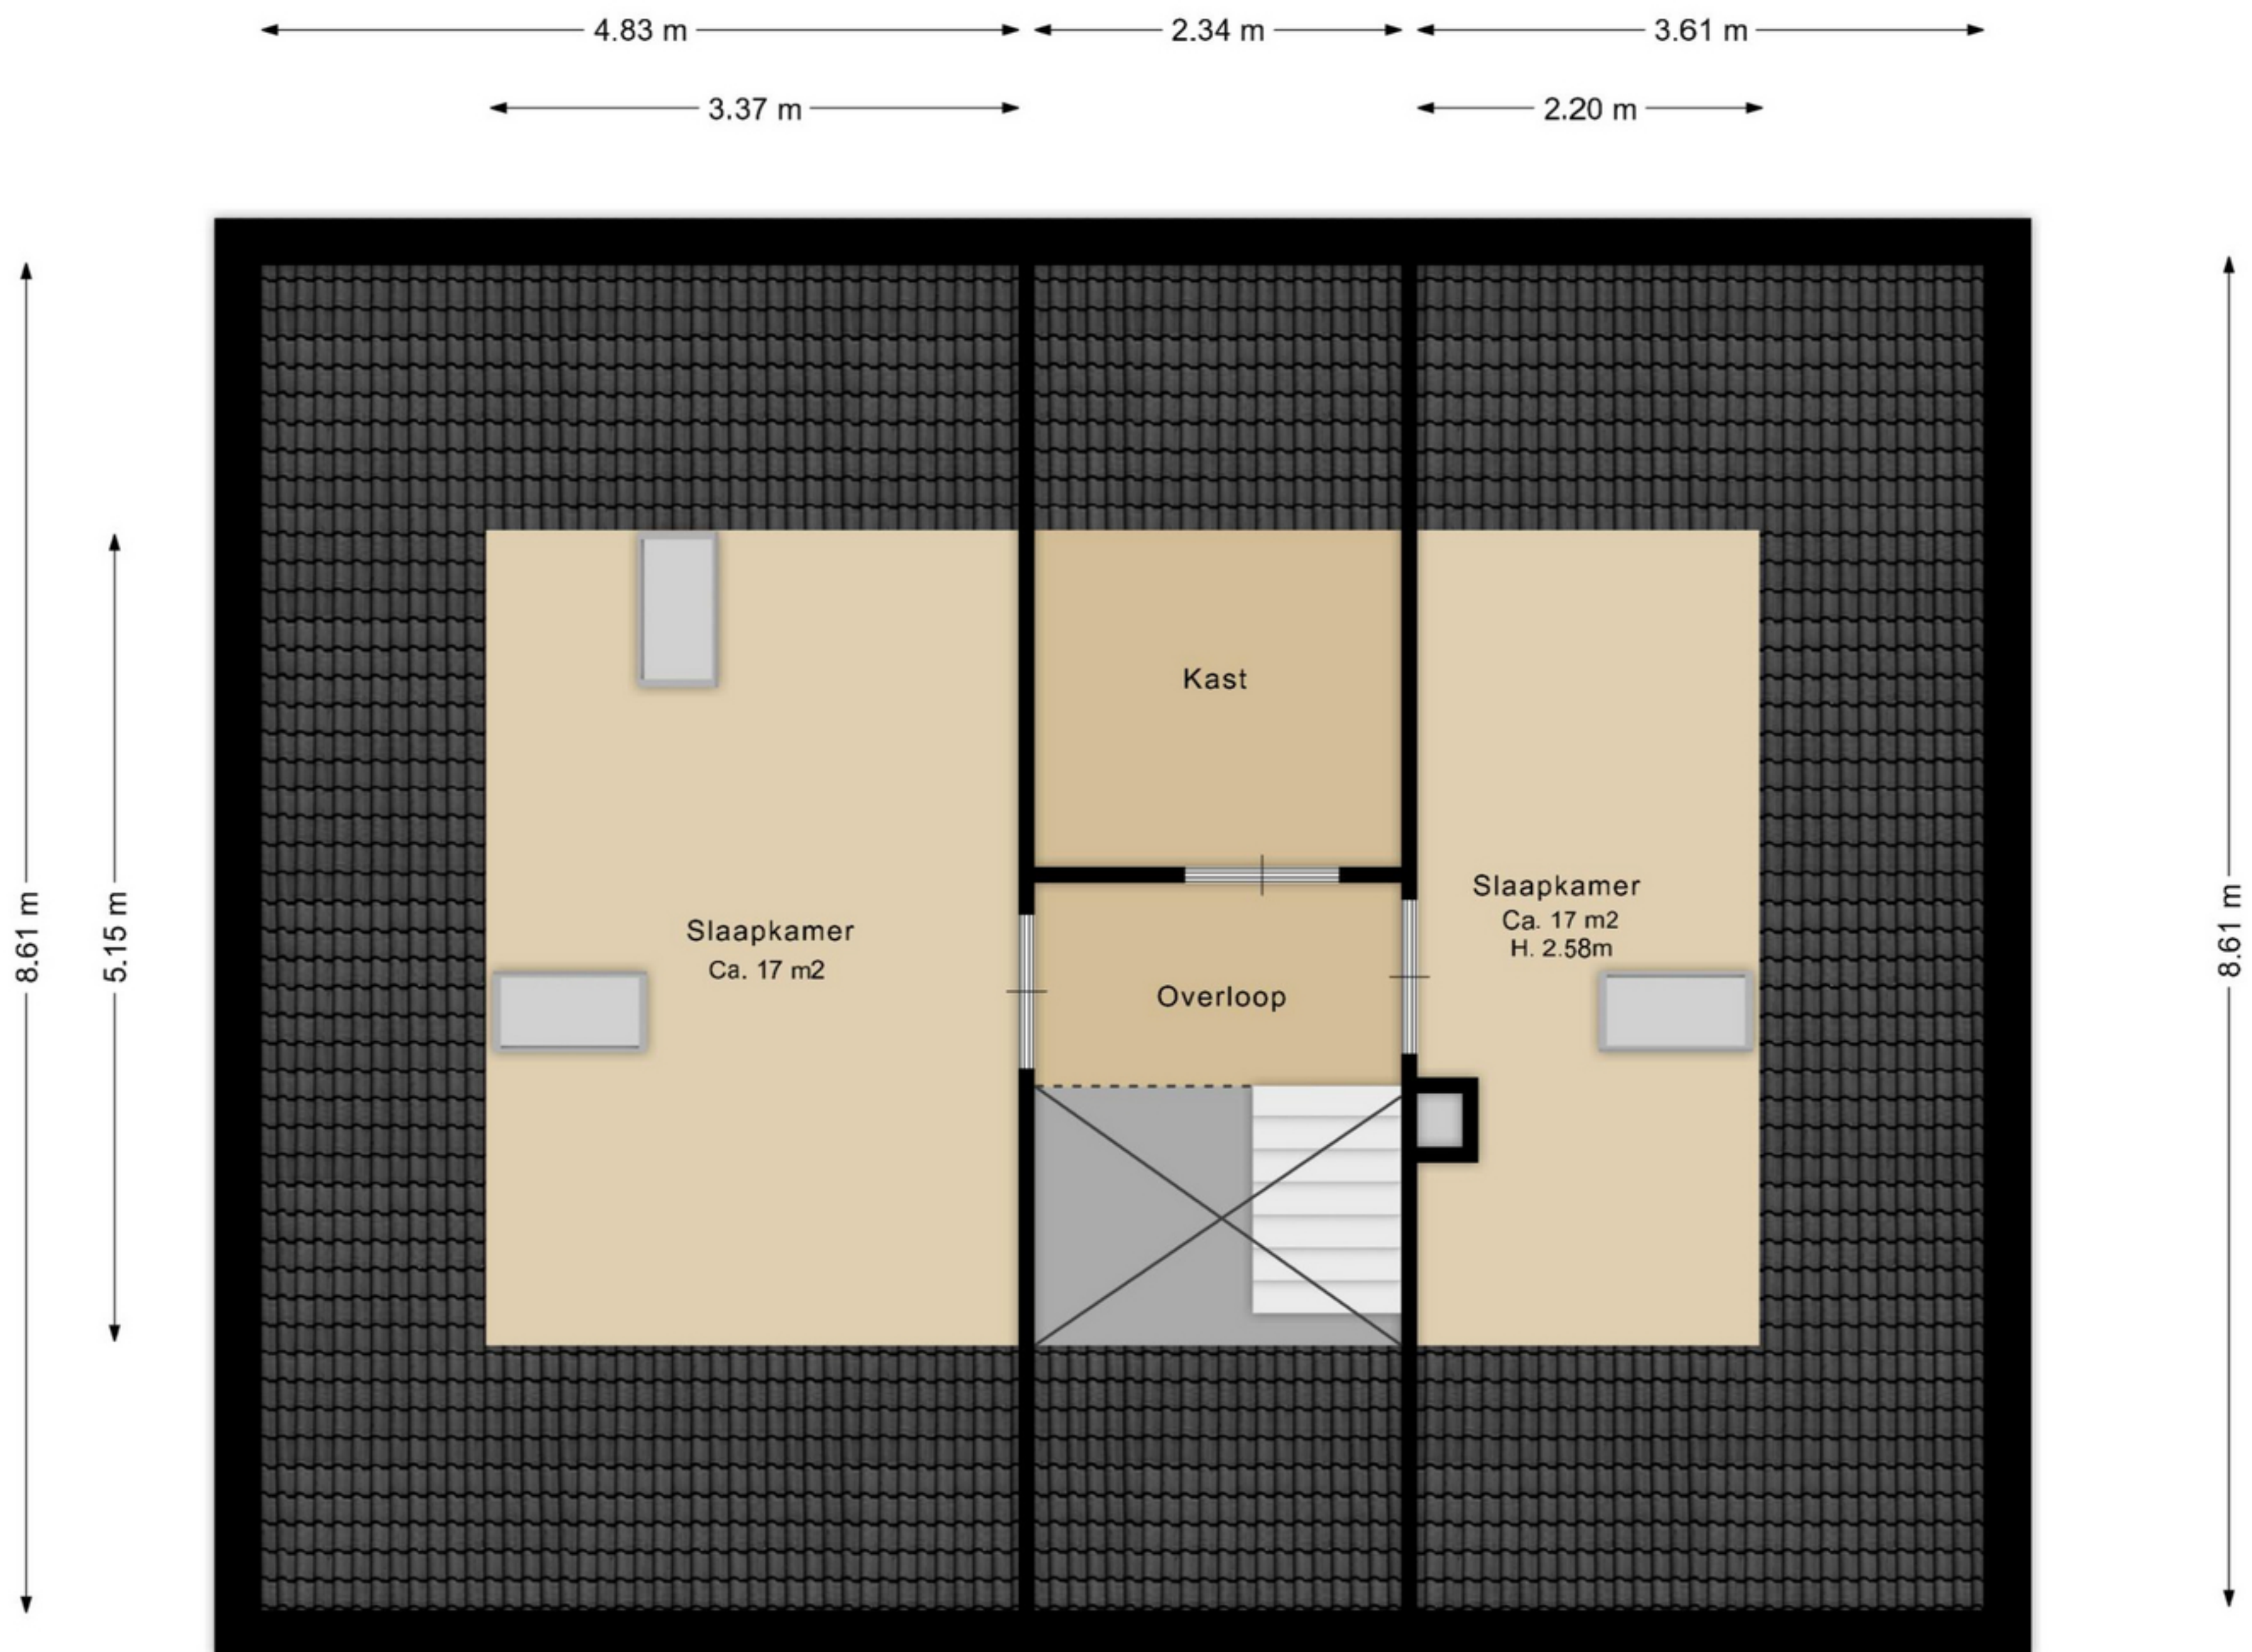 4.83 m
2.34 m
3.61 m
3.37 m
2.20 m
8.61 m
5.15 m
8.61 m
Kast
Slaapkamer
Ca. 17 m2
Overloop
Slaapkamer
Ca. 17 m2
H. 2.58m